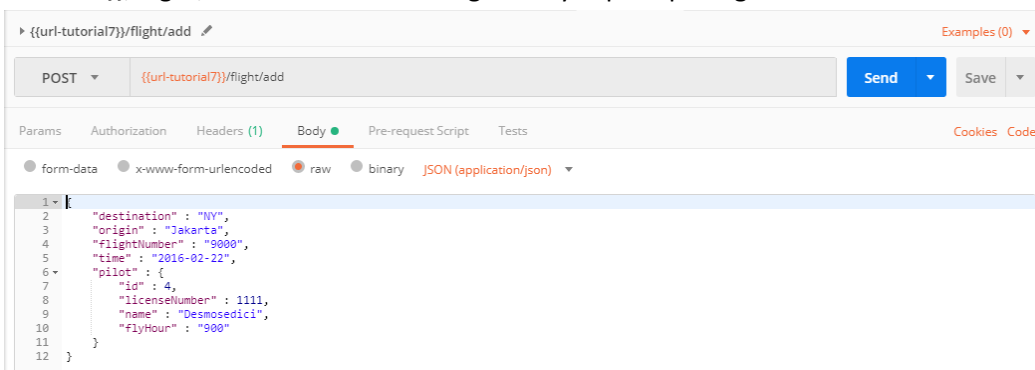 {{url-tutorial7}}/flight/add
Examples (0)
POST {{url-tutorial7}}/flight/add Send Save
Params Authorization Headers (1) Body Pre-request Script Tests Cookies Code
form-data x-www-form-urlencoded raw binary JSON (application/json)
1 {
2 "destination" : "NY",
3 "origin" : "Jakarta",
4 "flightNumber" : "9000",
5 "time" : "2016-02-22",
6 "pilot" : {
7 "id" : 4,
8 "licenseNumber" : 1111,
9 "name" : "Desmosedici",
10 "flyHour" : "900"
11 }
12 }